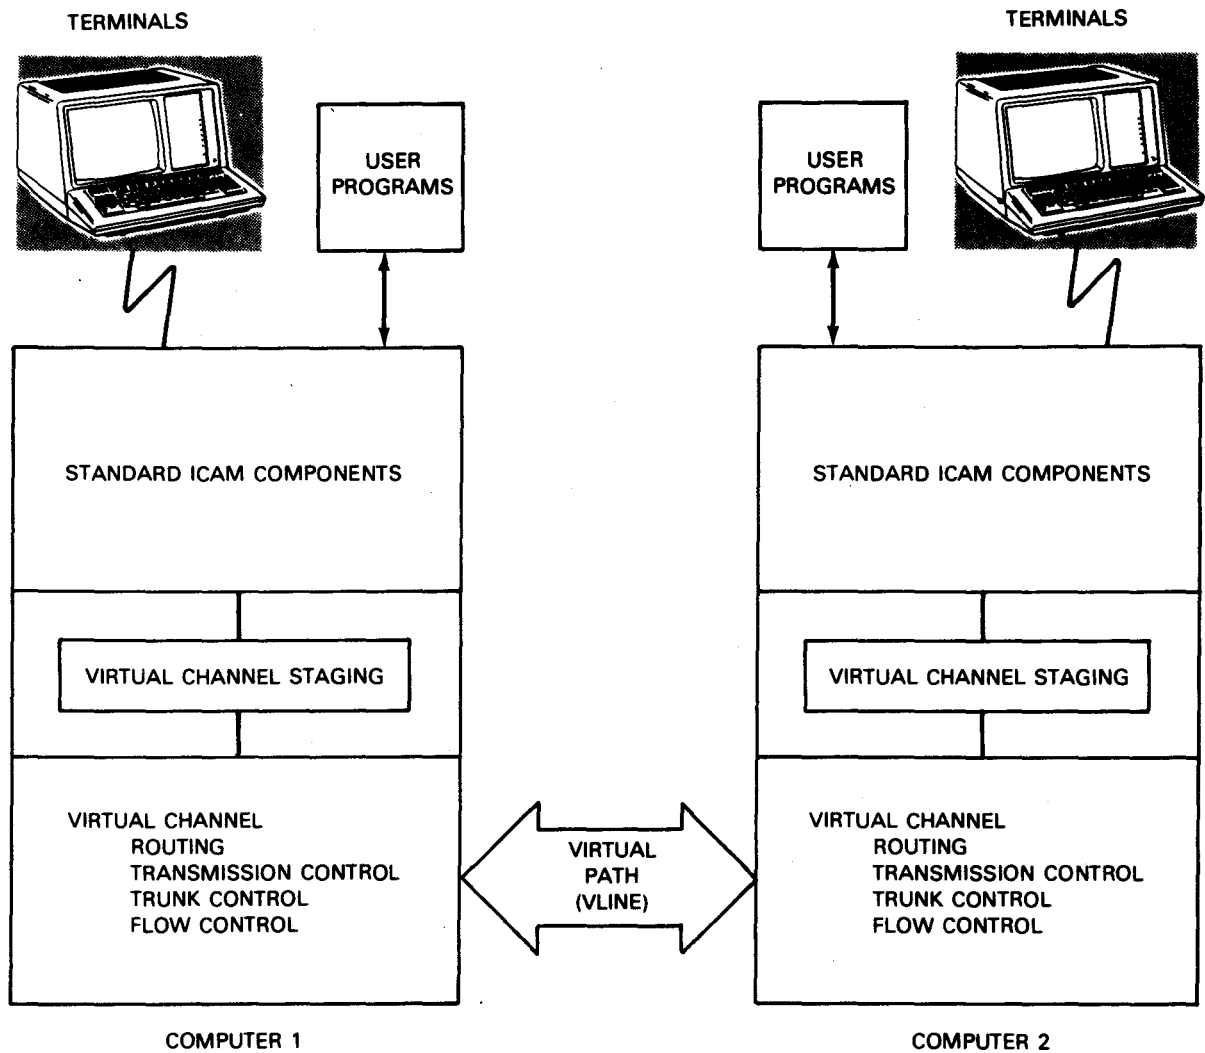 TERMINALS
TERMINALS
USER
PROGRAMS
USER
PROGRAMS
STANDARD ICAM COMPONENTS
STANDARD ICAM COMPONENTS
VIRTUAL CHANNEL STAGING
VIRTUAL CHANNEL STAGING
VIRTUAL CHANNEL
ROUTING
TRANSMISSION CONTROL
TRUNK CONTROL
FLOW CONTROL
VIRTUAL
PATH
(VLINE)
VIRTUAL CHANNEL
ROUTING
TRANSMISSION CONTROL
TRUNK CONTROL
FLOW CONTROL
COMPUTER 1
COMPUTER 2